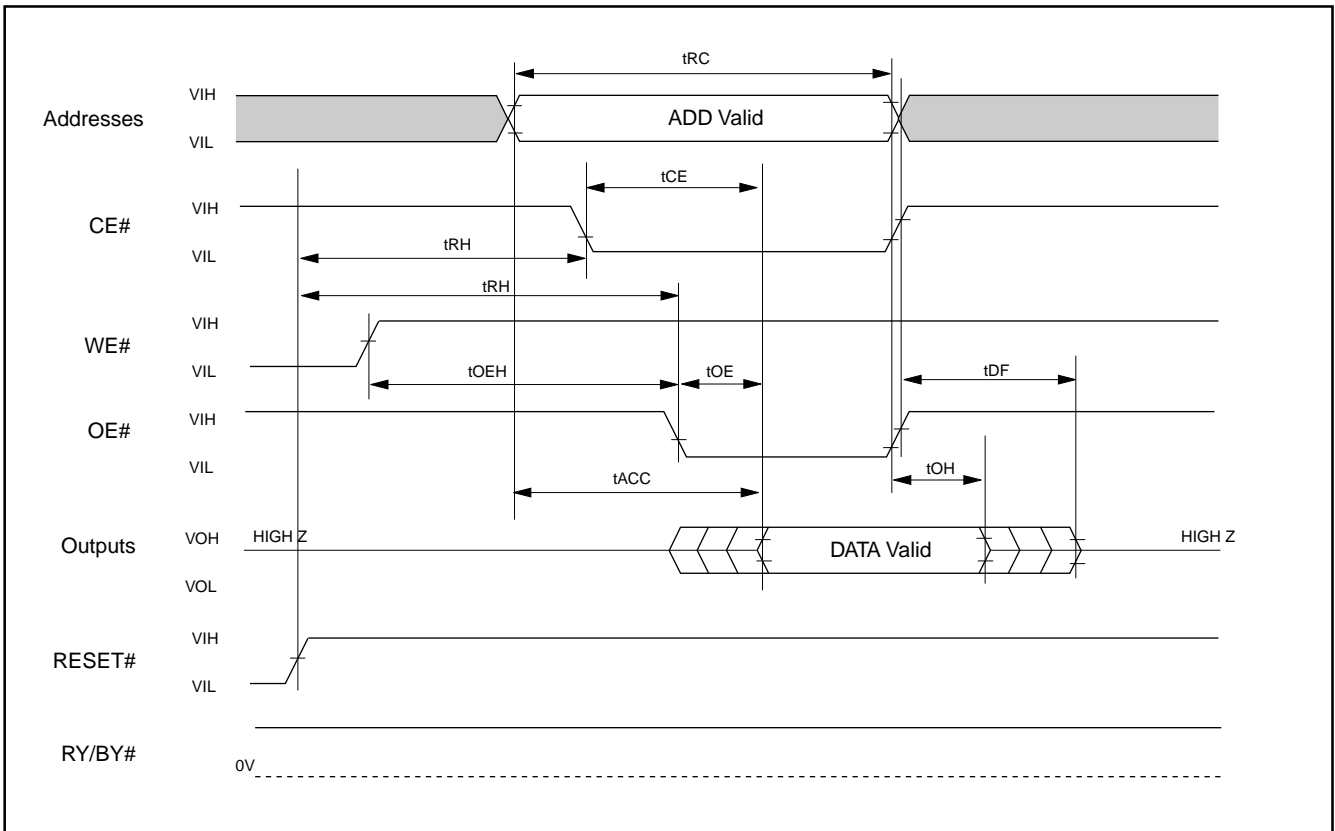 tRC
Addresses
VIH
ADD Valid
VIL
tCE
CE#
VIH
VIL
tRH
tRH
WE#
VIH
VIL
tOEH
tOE
tDF
OE#
VIH
VIL
tOH
tACC
Outputs
VOH
HIGH Z
DATA Valid
HIGH Z
VOL
RESET#
VIH
VIL
RY/BY#
0V